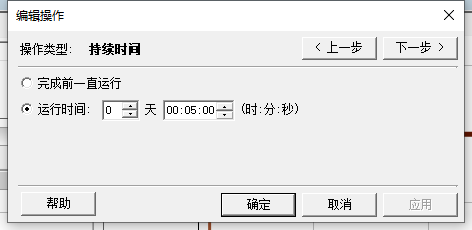 编辑操作
操作类型: 持续时间
< 上一步 下一步 >
完成前一直运行
运行时间: 0 天 00:05:00 (时:分:秒)
帮助 确定 取消 应用